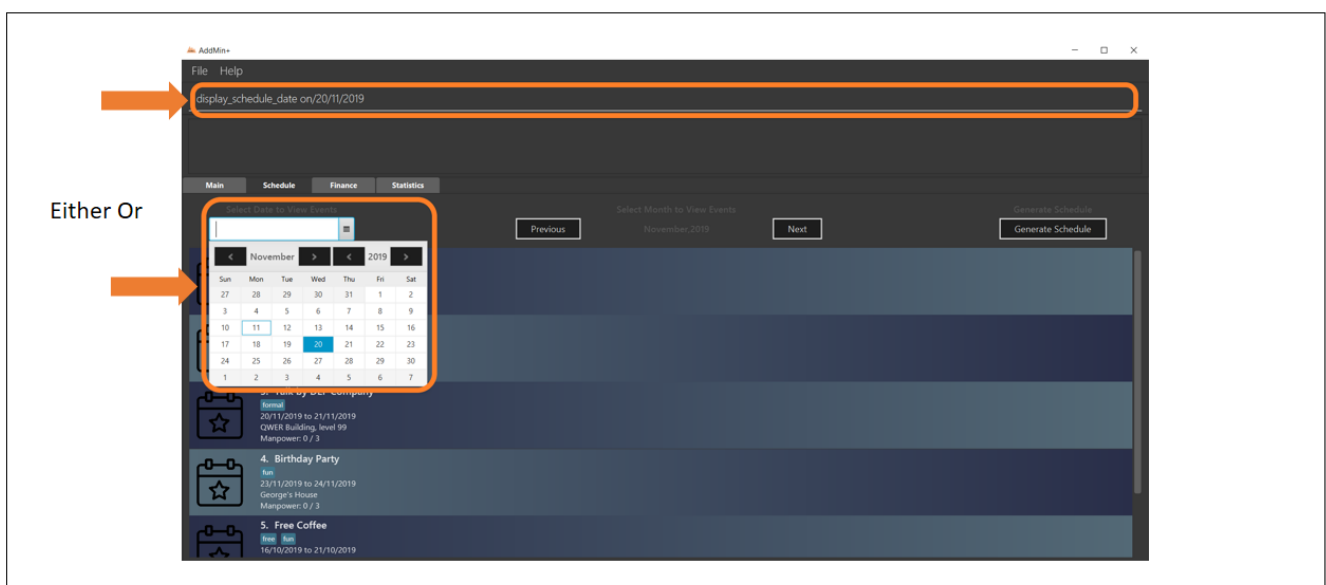 AddMin+
File Help
display_schedule_date on/20/11/2019
Main Schedule Finance Statistics
Either Or
Select Date to View Events Select Month to View Events Generate Schedule
Previous November,2019 Next Generate Schedule
November 2019
Sun Mon Tue Wed Thu Fri Sat
27 28 29 30 31 1 2
3 4 5 6 7 8 9
10 11 12 13 14 15 16
17 18 19 20 21 22 23
24 25 26 27 28 29 30
1 2 3 4 5 6 7
3. Talk by DEF Company
formal
20/11/2019 to 21/11/2019
QWER Building, level 99
Manpower: 0 / 3
4. Birthday Party
fun
23/11/2019 to 24/11/2019
George's House
Manpower: 0 / 3
5. Free Coffee
free fun
16/10/2019 to 21/10/2019